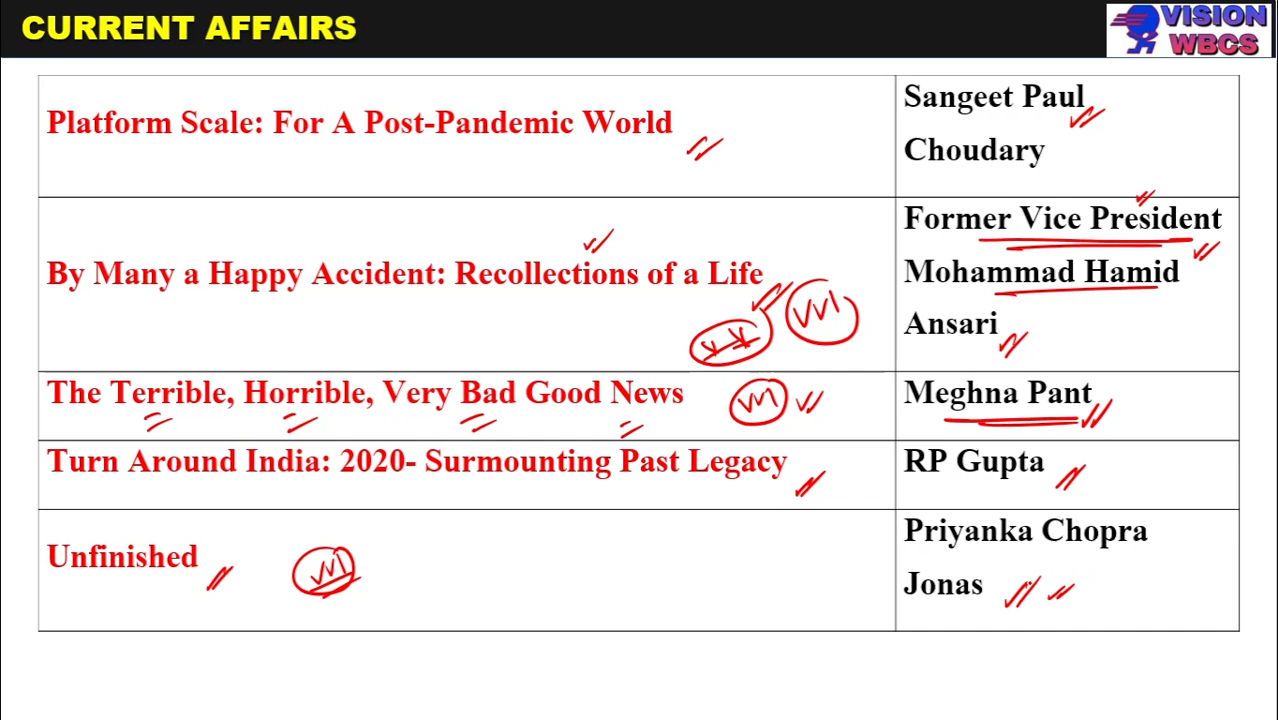 CURRENT AFFAIRS
VISION
WBCS
Platform Scale: For A Post-Pandemic World
Sangeet Paul
Choudary
By Many a Happy Accident: Recollections of a Life
Former Vice President
Mohammad Hamid
Ansari
VVI
The Terrible, Horrible, Very Bad Good News
VVI
Meghna Pant
Turn Around India: 2020- Surmounting Past Legacy
RP Gupta
Unfinished
VVI
Priyanka Chopra
Jonas